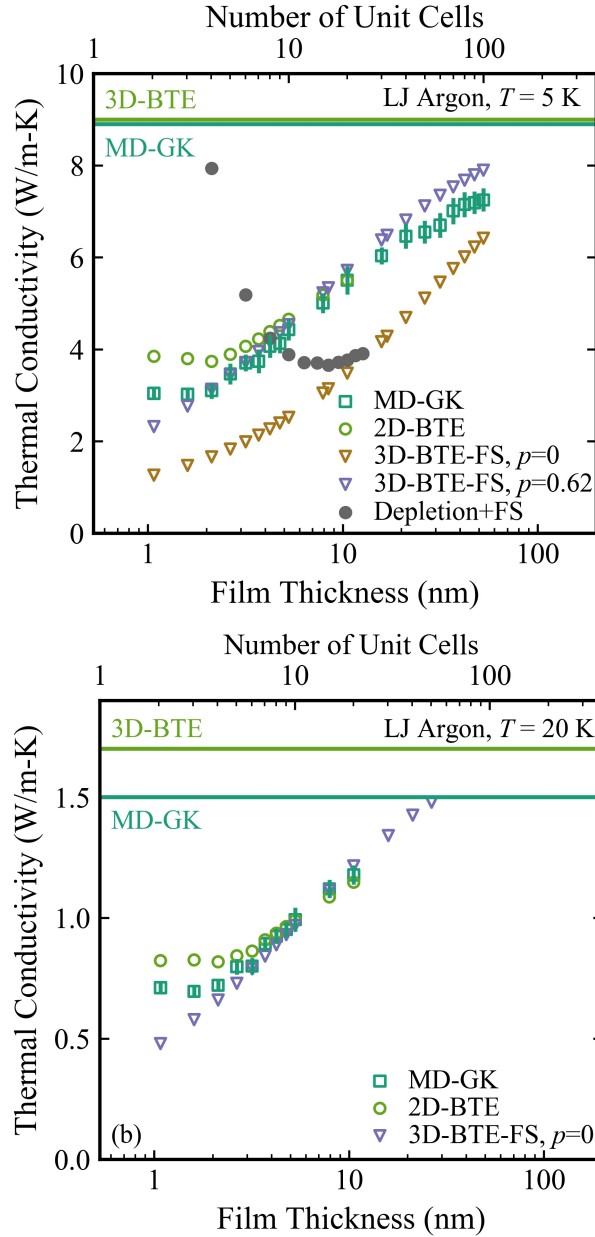 Number of Unit Cells
1 10 100
10
8
6
4
2
0
Thermal Conductivity (W/m-K)
3D-BTE
LJ Argon, T = 5 K
MD-GK
MD-GK
2D-BTE
3D-BTE-FS, p=0
3D-BTE-FS, p=0.62
Depletion+FS
1 10 100
Film Thickness (nm)
Number of Unit Cells
1 10 100
3D-BTE
LJ Argon, T = 20 K
1.5
1.0
0.5
0.0
Thermal Conductivity (W/m-K)
MD-GK
MD-GK
2D-BTE
3D-BTE-FS, p=0
(b)
1 10 100
Film Thickness (nm)